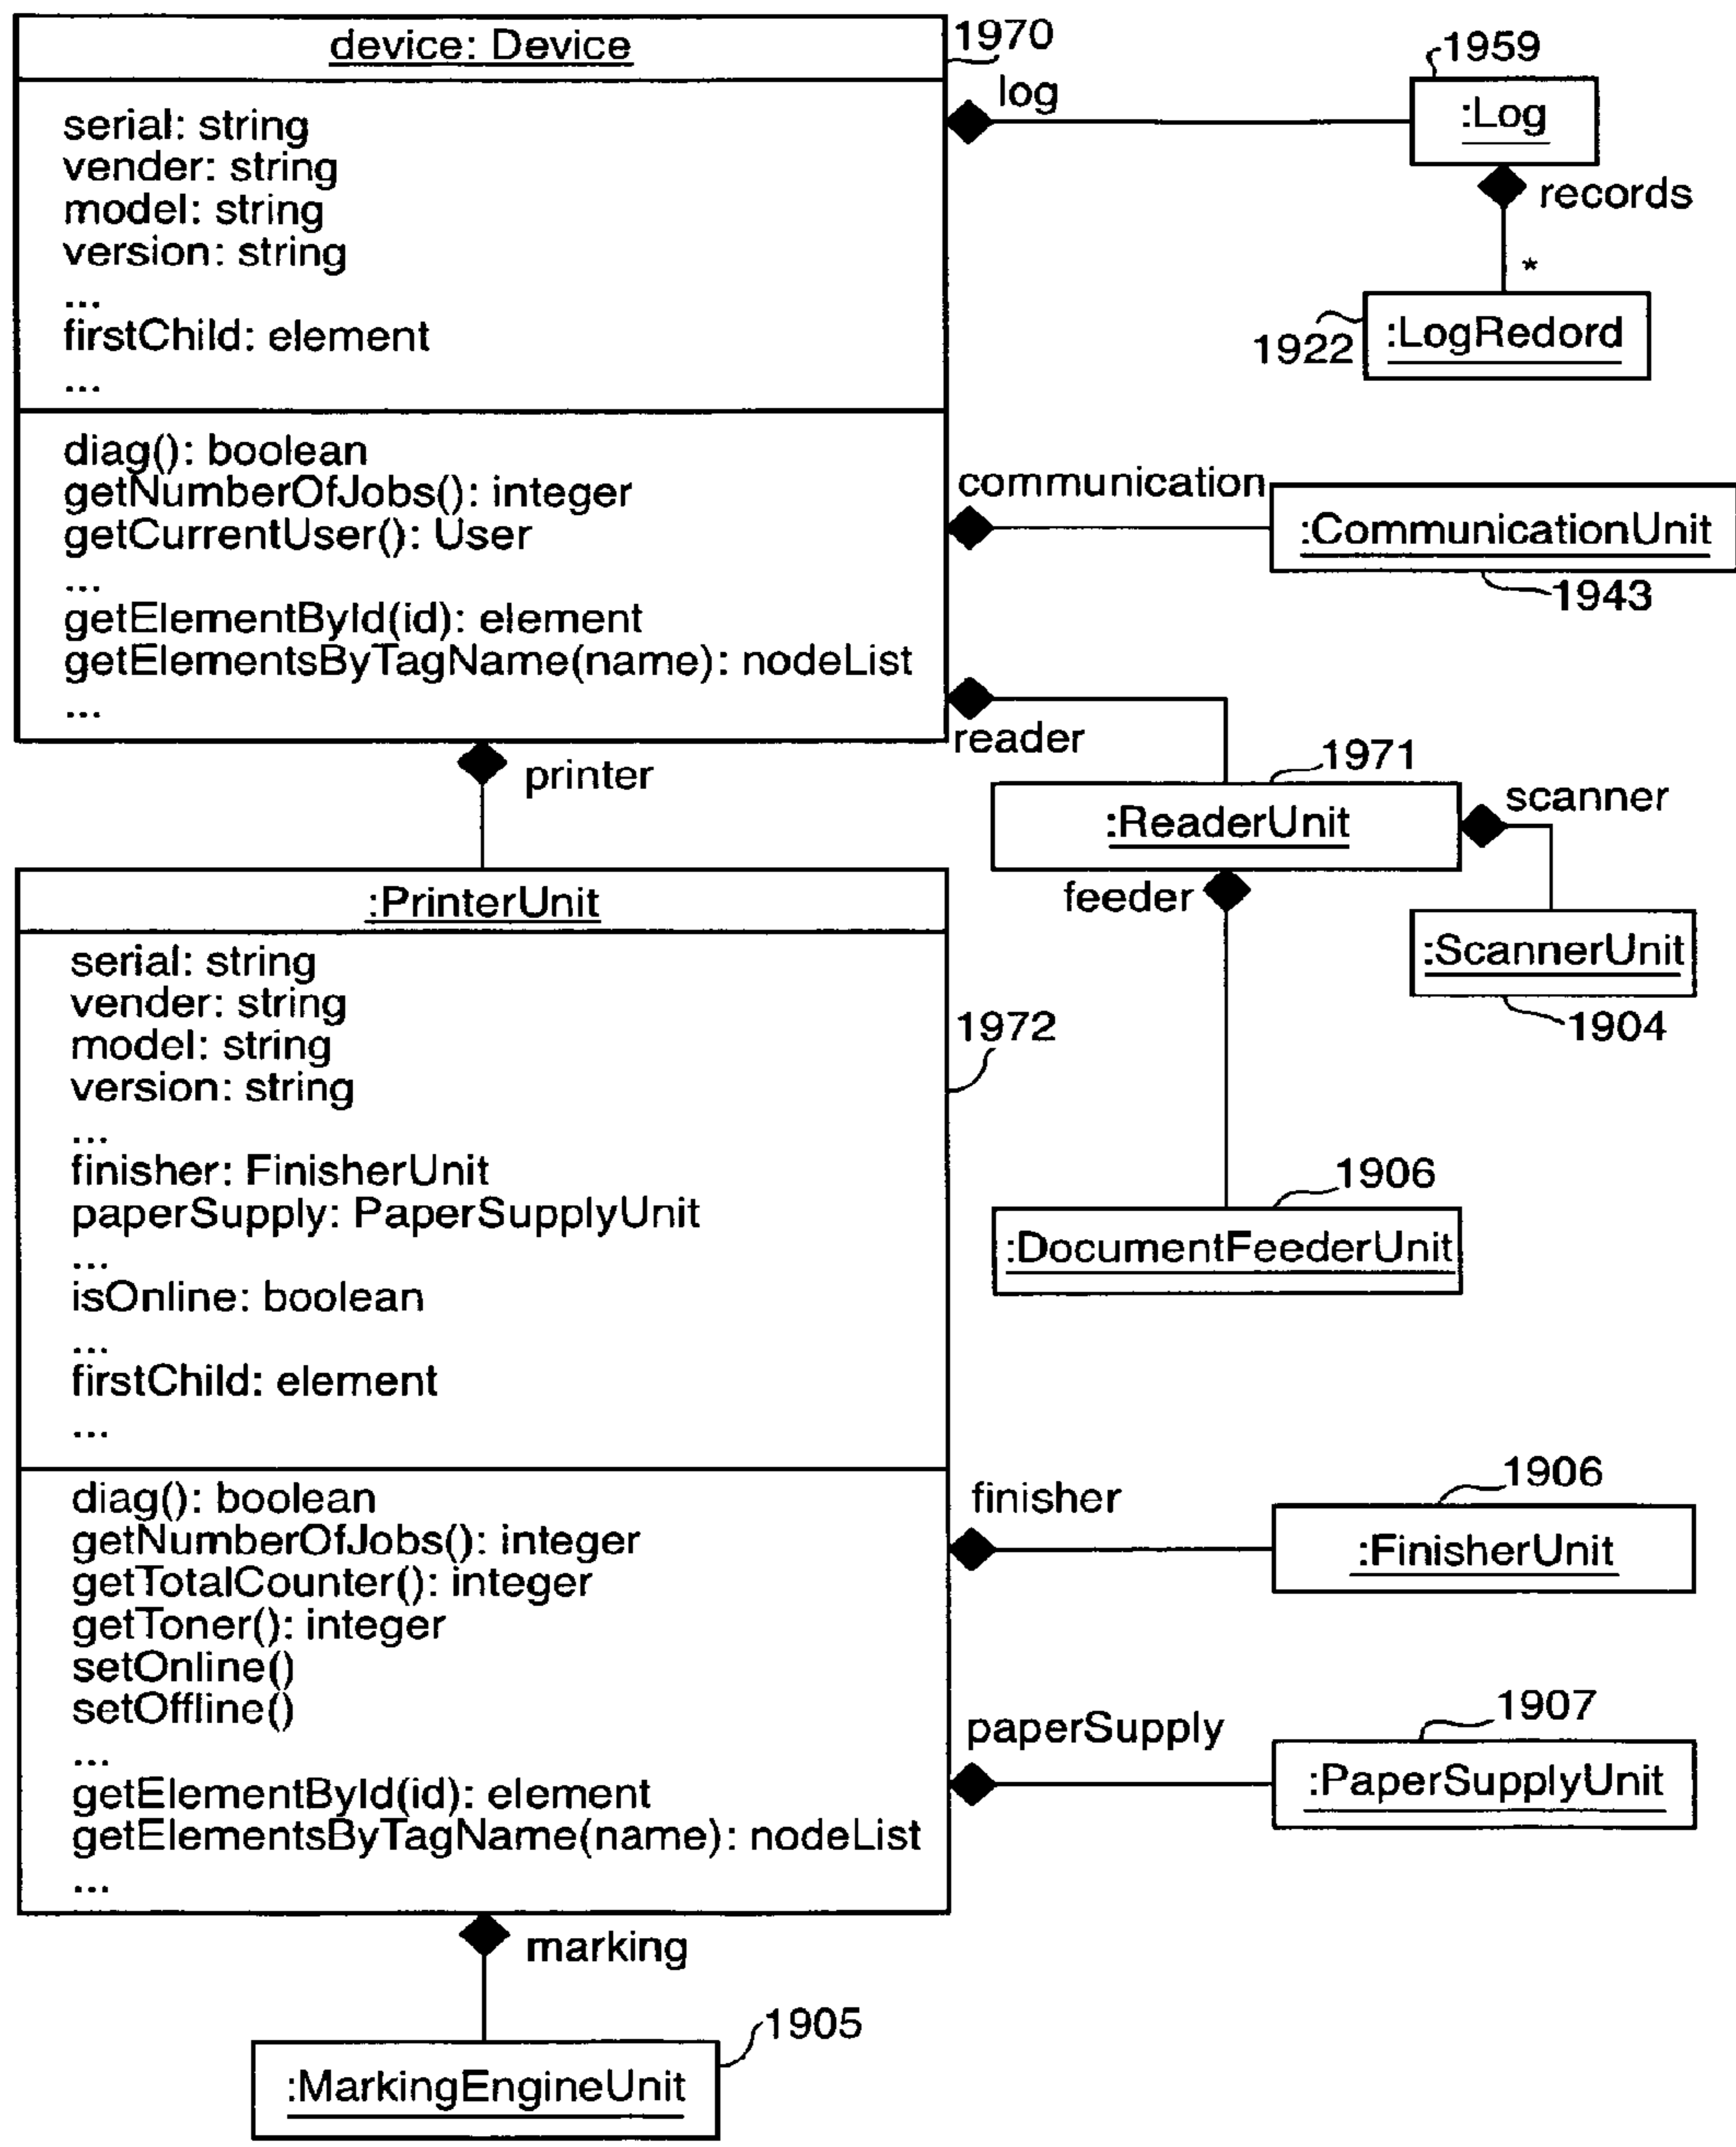 device: Device
1970
serial: string
vender: string
model: string
version: string
...
firstChild: element
...
diag(): boolean
getNumberOfJobs(): integer
getCurrentUser(): User
...
getElementById(id): element
getElementsByTagName(name): nodeList
...
log
1959
:Log
records
*
1922
:LogRedord
communication
:CommunicationUnit
1943
reader
1971
:ReaderUnit
scanner
:ScannerUnit
1904
feeder
1906
:DocumentFeederUnit
printer
:PrinterUnit
1972
serial: string
vender: string
model: string
version: string
...
finisher: FinisherUnit
paperSupply: PaperSupplyUnit
...
isOnline: boolean
...
firstChild: element
...
diag(): boolean
getNumberOfJobs(): integer
getTotalCounter(): integer
getToner(): integer
setOnline()
setOffline()
...
getElementById(id): element
getElementsByTagName(name): nodeList
...
finisher
1906
:FinisherUnit
paperSupply
1907
:PaperSupplyUnit
marking
1905
:MarkingEngineUnit